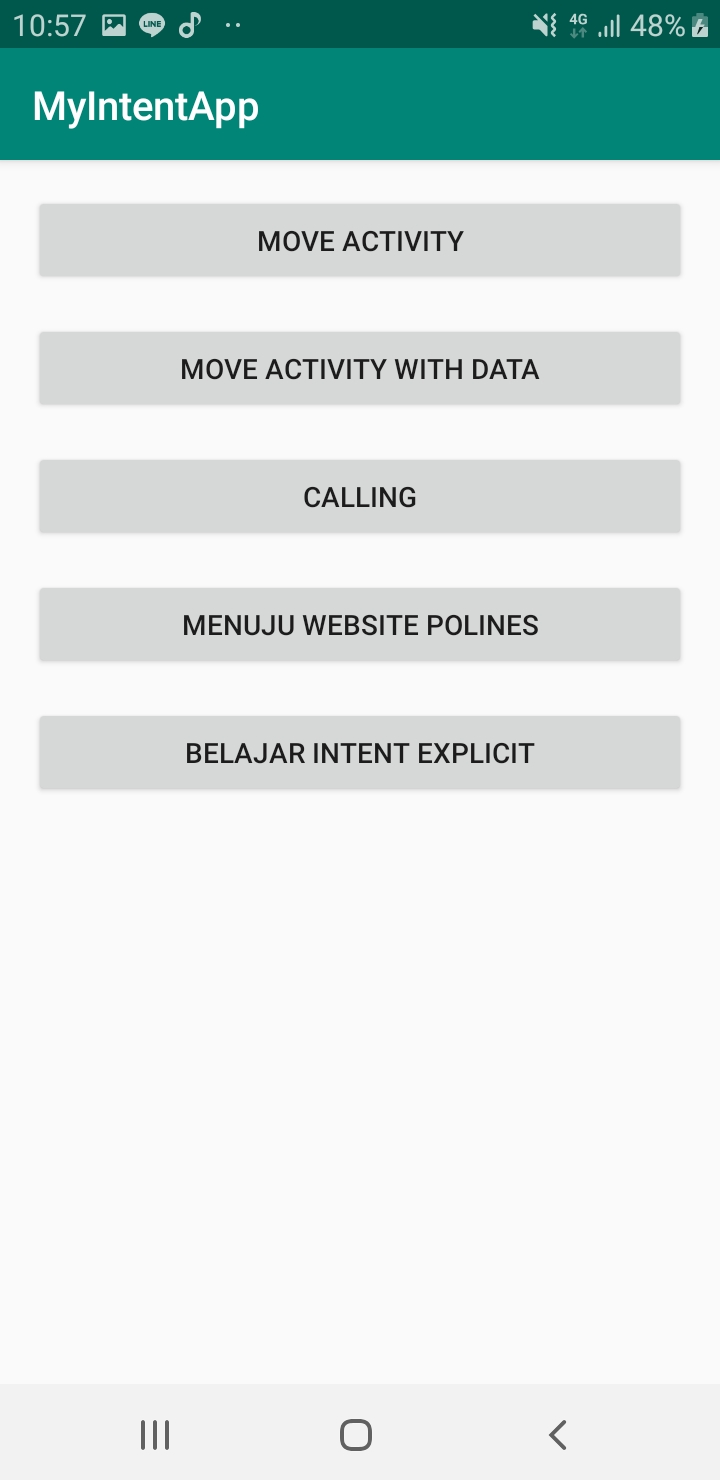 10:57 LINE 4G 48%
MyIntentApp
MOVE ACTIVITY
MOVE ACTIVITY WITH DATA
CALLING
MENUJU WEBSITE POLINES
BELAJAR INTENT EXPLICIT